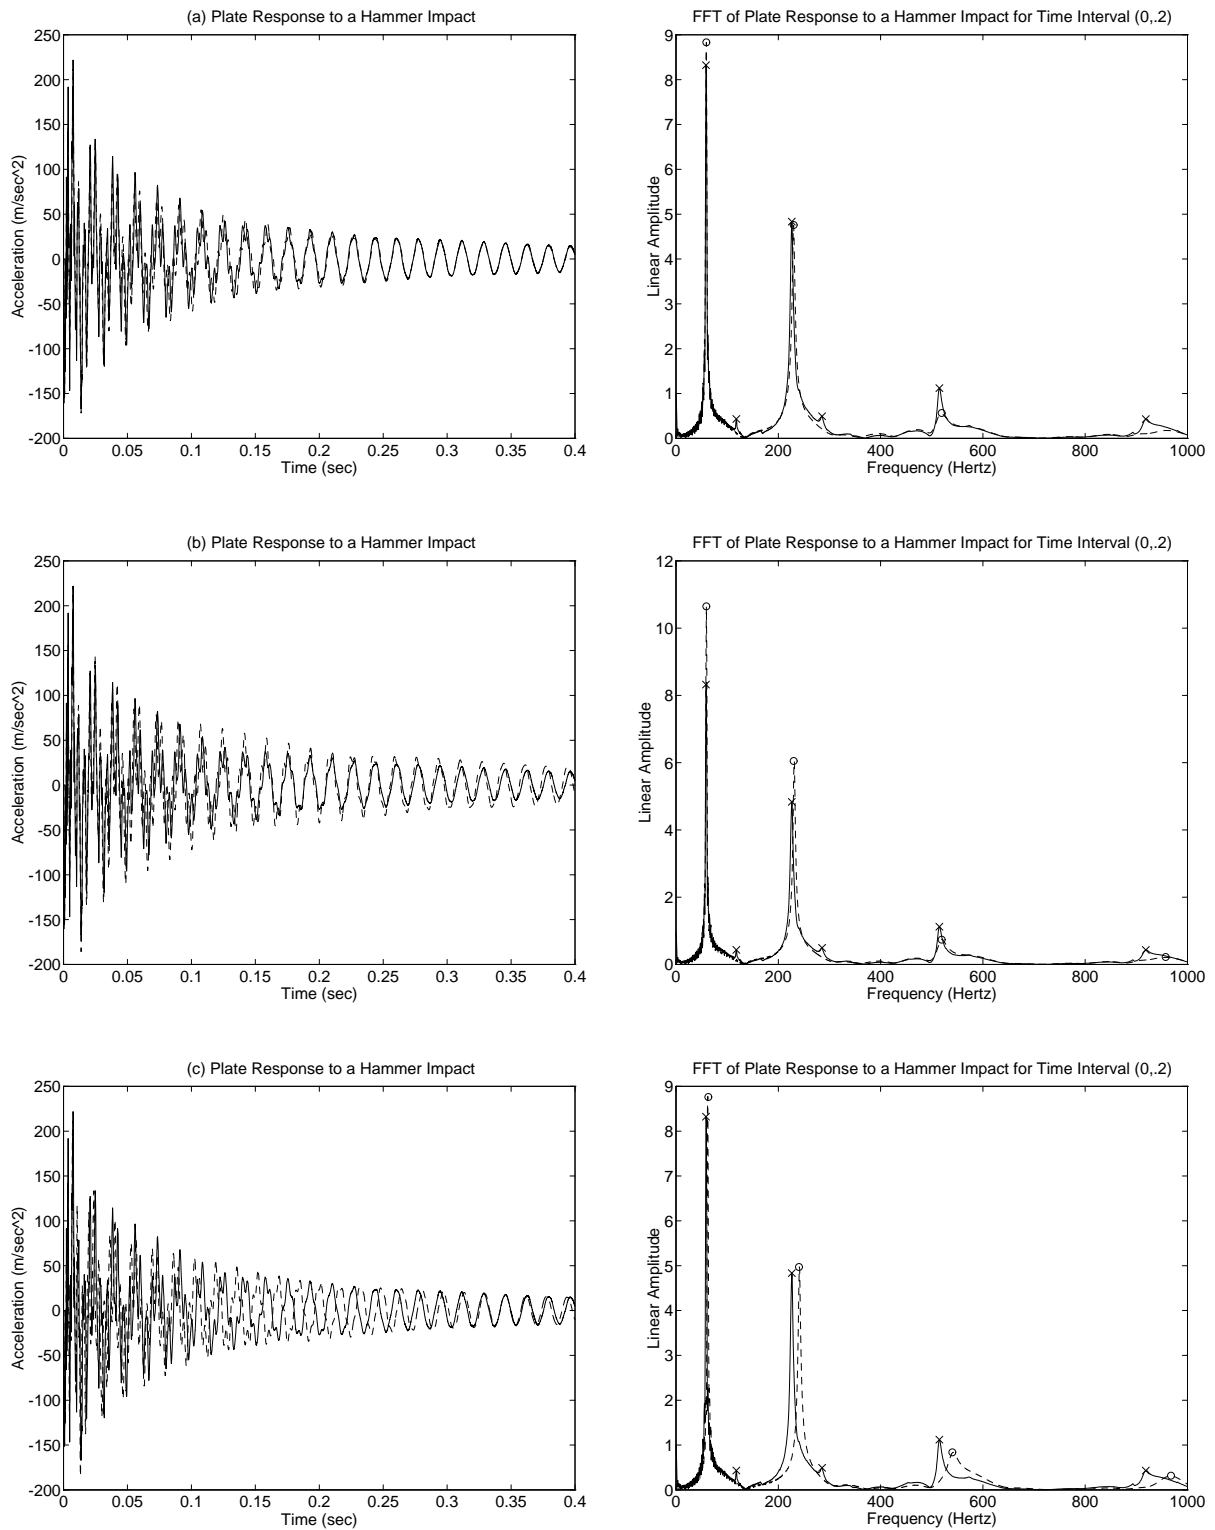 (a) Plate Response to a Hammer Impact
250
200
150
100
50
0
-50
-100
-150
-200
Acceleration (m/sec^2)
0 0.05 0.1 0.15 0.2 0.25 0.3 0.35 0.4
Time (sec)
FFT of Plate Response to a Hammer Impact for Time Interval (0,.2)
9
8
7
6
5
4
3
2
1
0
Linear Amplitude
0 200 400 600 800 1000
Frequency (Hertz)
(b) Plate Response to a Hammer Impact
250
200
150
100
50
0
-50
-100
-150
-200
Acceleration (m/sec^2)
0 0.05 0.1 0.15 0.2 0.25 0.3 0.35 0.4
Time (sec)
FFT of Plate Response to a Hammer Impact for Time Interval (0,.2)
12
10
8
6
4
2
0
Linear Amplitude
0 200 400 600 800 1000
Frequency (Hertz)
(c) Plate Response to a Hammer Impact
250
200
150
100
50
0
-50
-100
-150
-200
Acceleration (m/sec^2)
0 0.05 0.1 0.15 0.2 0.25 0.3 0.35 0.4
Time (sec)
FFT of Plate Response to a Hammer Impact for Time Interval (0,.2)
9
8
7
6
5
4
3
2
1
0
Linear Amplitude
0 200 400 600 800 1000
Frequency (Hertz)